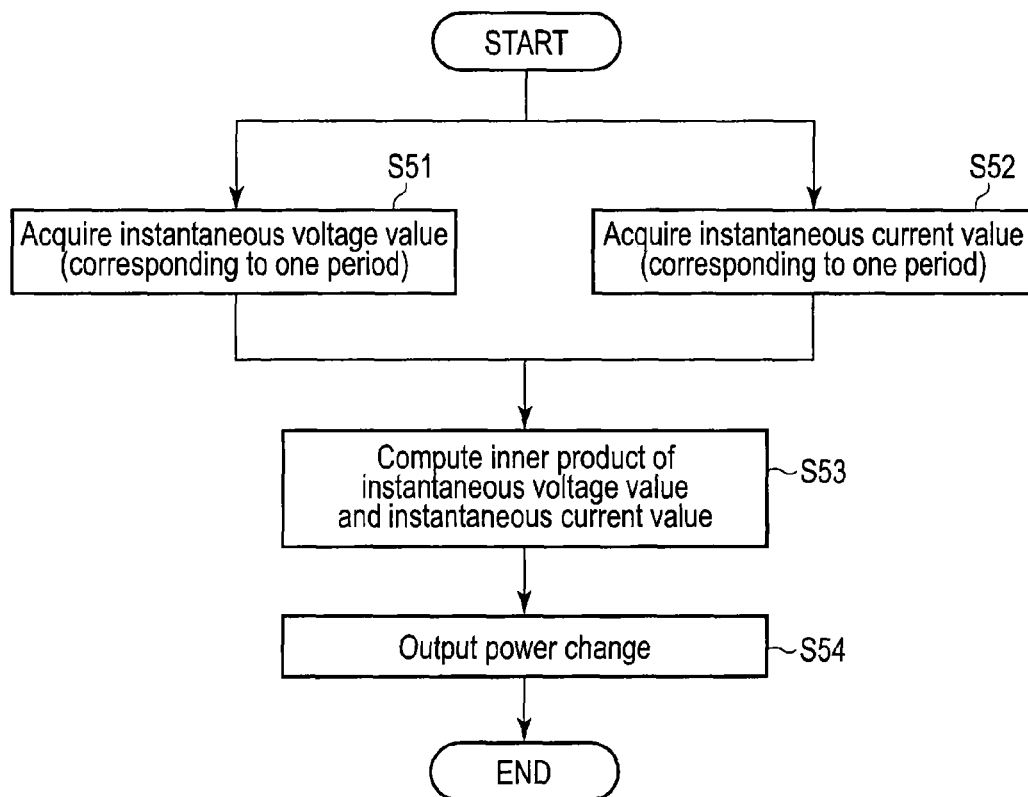 START
S51
Acquire instantaneous voltage value
(corresponding to one period)
S52
Acquire instantaneous current value
(corresponding to one period)
Compute inner product of
instantaneous voltage value
and instantaneous current value
S53
Output power change
S54
END